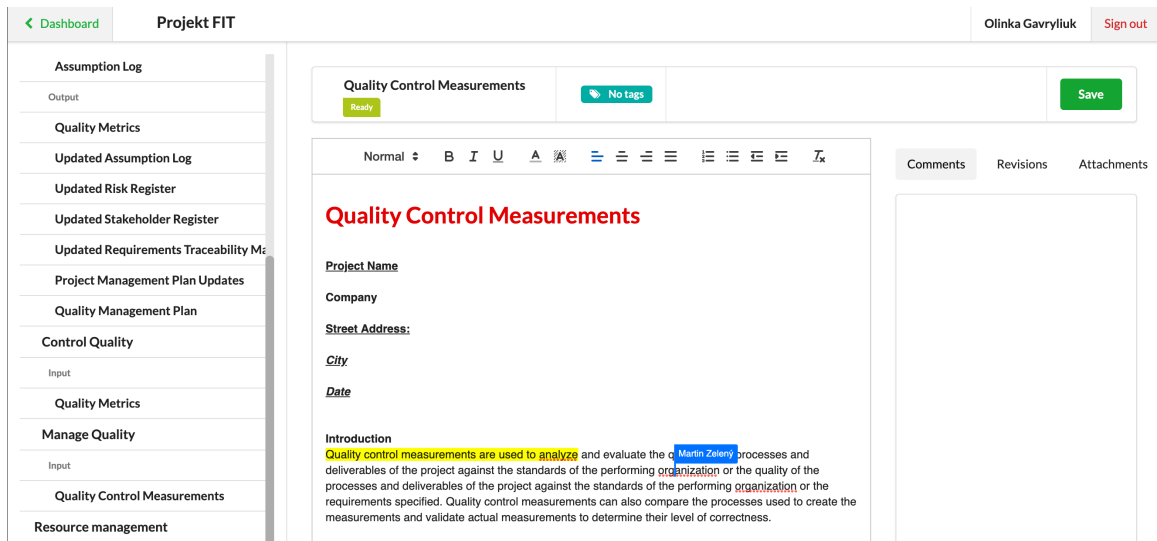 Dashboard
Projekt FIT
Olinka Gavryliuk
Sign out
Assumption Log
Output
Quality Metrics
Updated Assumption Log
Updated Risk Register
Updated Stakeholder Register
Updated Requirements Traceability Ma
Project Management Plan Updates
Quality Management Plan
Control Quality
Input
Quality Metrics
Manage Quality
Input
Quality Control Measurements
Resource management
Quality Control Measurements
Ready
No tags
Save
Normal
Quality Control Measurements
Project Name
Company
Street Address:
City
Date
Introduction
Quality control measurements are used to analyze and evaluate the processes and
Martin Zelený
deliverables of the project against the standards of the performing organization or the quality of the
processes and deliverables of the project against the standards of the performing organization or the
requirements specified. Quality control measurements can also compare the processes used to create the
measurements and validate actual measurements to determine their level of correctness.
Comments
Revisions
Attachments